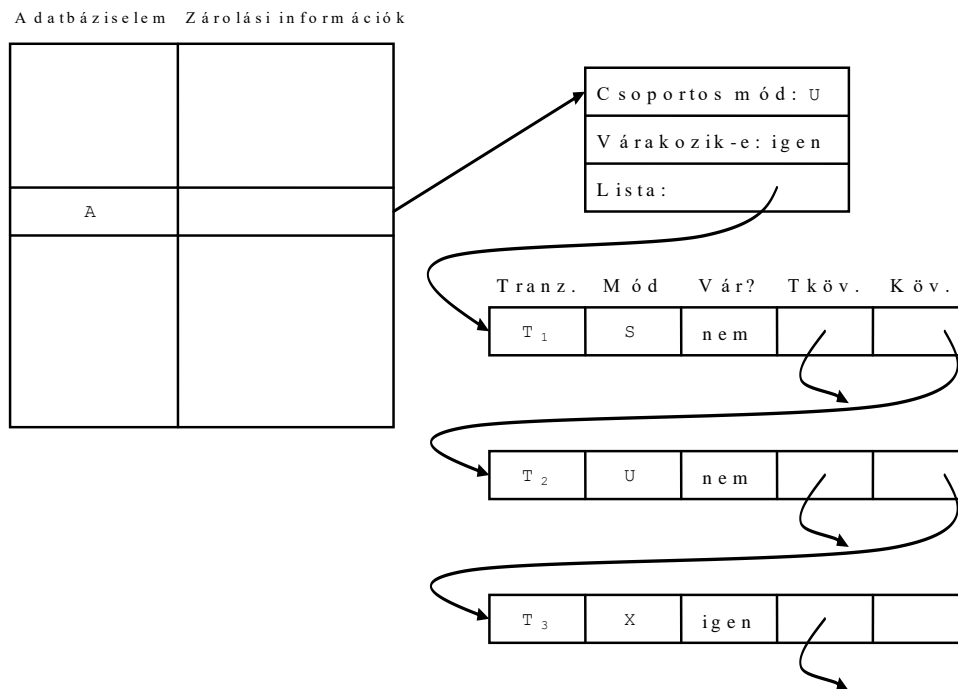 Adatbáziselem Zárolási információk
Csoportos mód: U
Várakozik-e: igen
Lista:
A
Tranz. Mód Vár? Tköv. Köv.
T₁ S nem
T₂ U nem
T₃ X igen